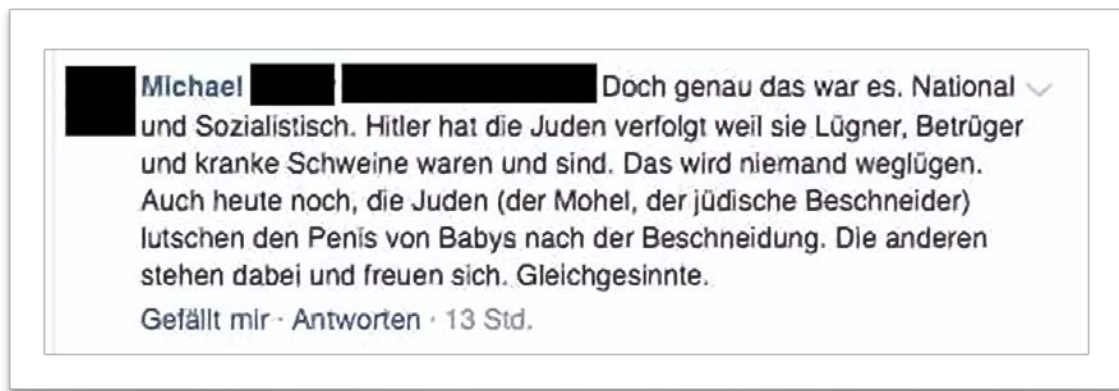 Michael Doch genau das war es. National
und Sozialistisch. Hitler hat die Juden verfolgt weil sie Lügner, Betrüger
und kranke Schweine waren und sind. Das wird niemand weglügen.
Auch heute noch, die Juden (der Mohel, der jüdische Beschneider)
lutschen den Penis von Babys nach der Beschneidung. Die anderen
stehen dabei und freuen sich. Gleichgesinnte.
Gefällt mir · Antworten · 13 Std.